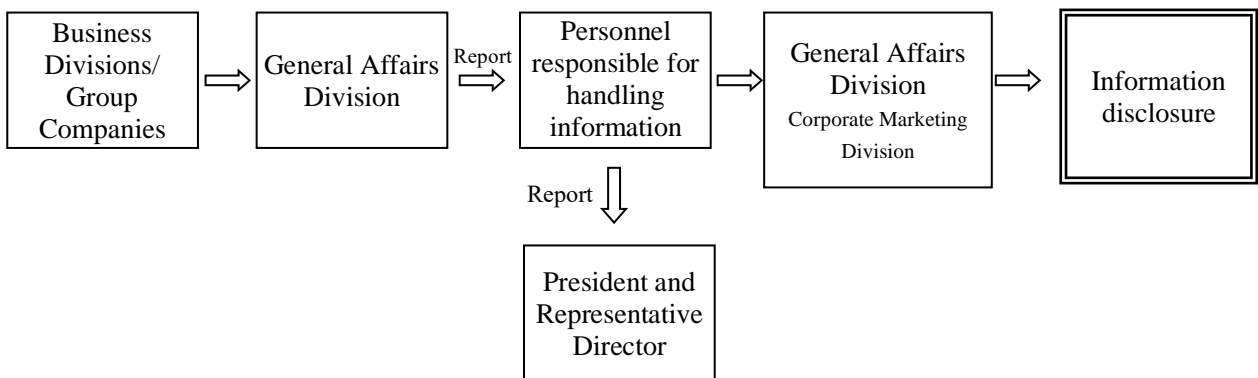 Business
Divisions/
Group
Companies
General Affairs
Division
Report
Personnel
responsible for
handling
information
General Affairs
Division
Corporate Marketing
Division
Information
disclosure
Report
President and
Representative
Director